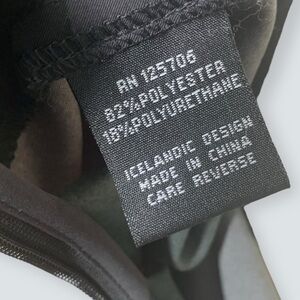 RN 125706
82%POLYESTER
18%POLYURETHANE
ICELANDIC DESIGN
MADE IN CHINA
CARE REVERSE